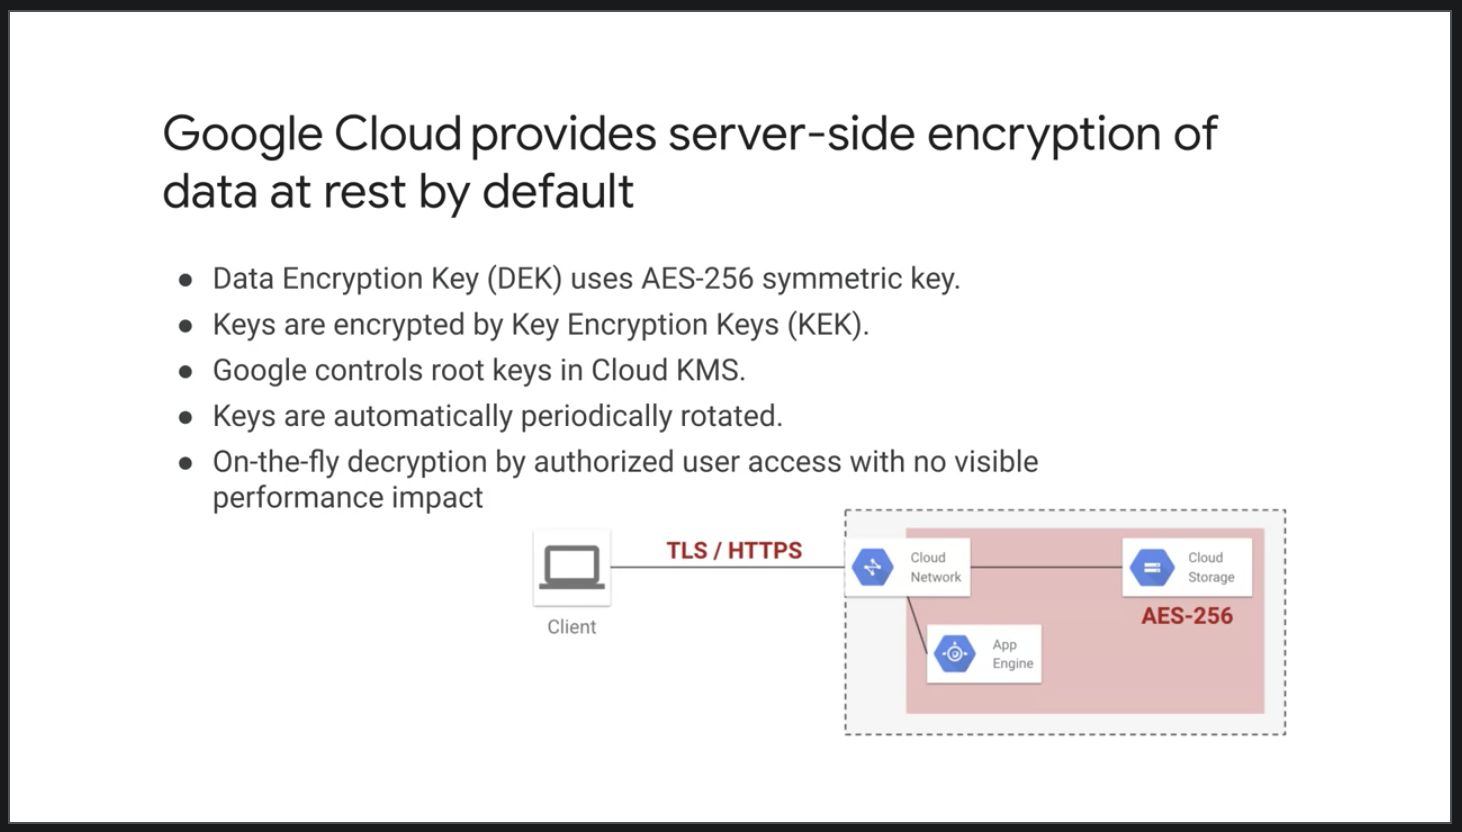 Google Cloud provides server-side encryption of
data at rest by default
● Data Encryption Key (DEK) uses AES-256 symmetric key.
● Keys are encrypted by Key Encryption Keys (KEK).
● Google controls root keys in Cloud KMS.
● Keys are automatically periodically rotated.
● On-the-fly decryption by authorized user access with no visible
performance impact
TLS / HTTPS
Client
Cloud
Network
Cloud
Storage
AES-256
App
Engine